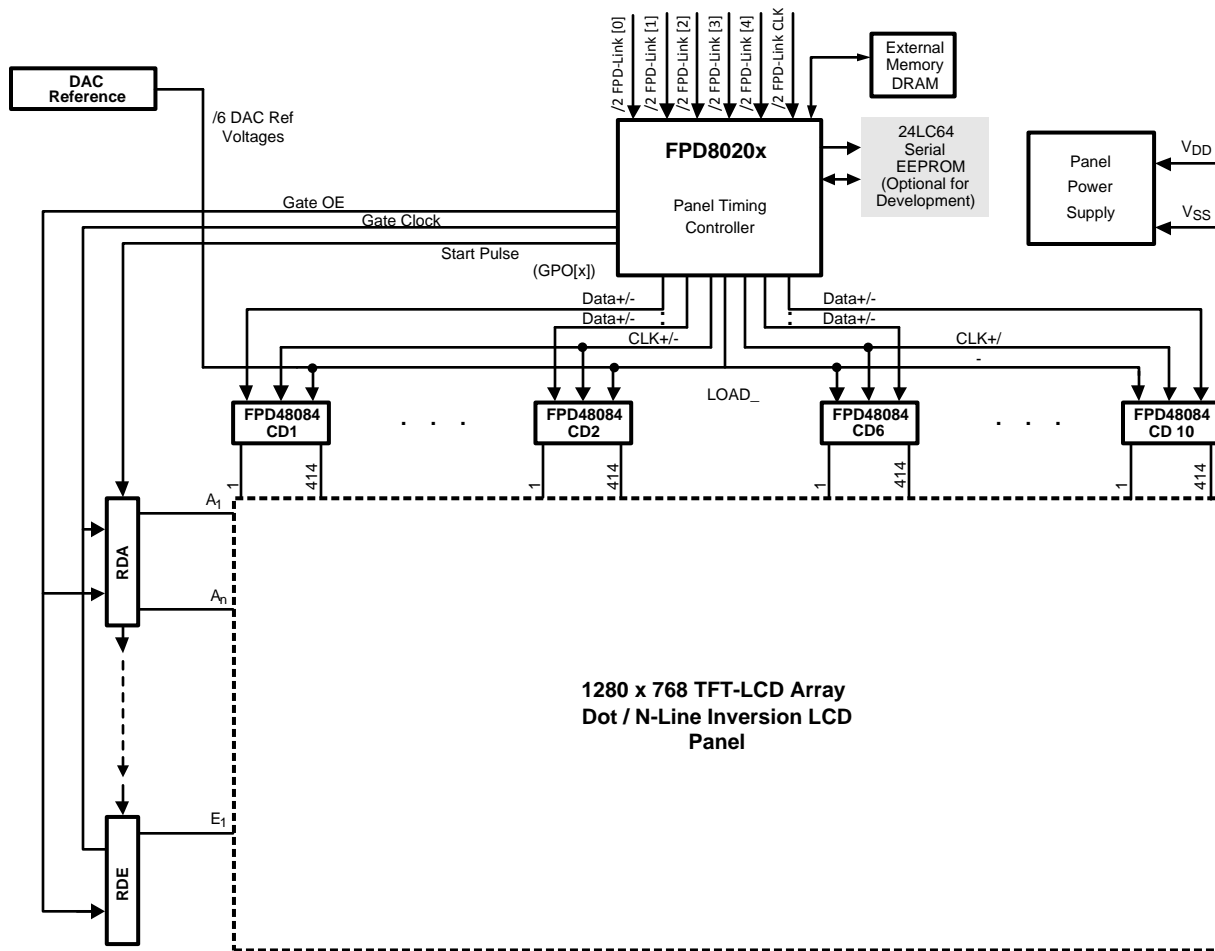 /2 FPD-Link [0]
/2 FPD-Link [1]
/2 FPD-Link [2]
/2 FPD-Link [3]
/2 FPD-Link [4]
/2 FPD-Link CLK
External
Memory
DRAM
DAC
Reference
/6 DAC Ref
Voltages
FPD8020x
Panel Timing
Controller
24LC64
Serial
EEPROM
(Optional for
Development)
Panel
Power
Supply
VDD
VSS
Gate OE
Gate Clock
Start Pulse
(GPO[x])
Data+/-
Data+/-
CLK+/-
Data+/-
Data+/-
CLK+/
-
LOAD_
FPD48084
CD1
. . .
FPD48084
CD2
FPD48084
CD6
. . .
FPD48084
CD 10
1
414
1
414
1
414
1
414
A1
RDA
An
1280 x 768 TFT-LCD Array
Dot / N-Line Inversion LCD
Panel
E1
RDE